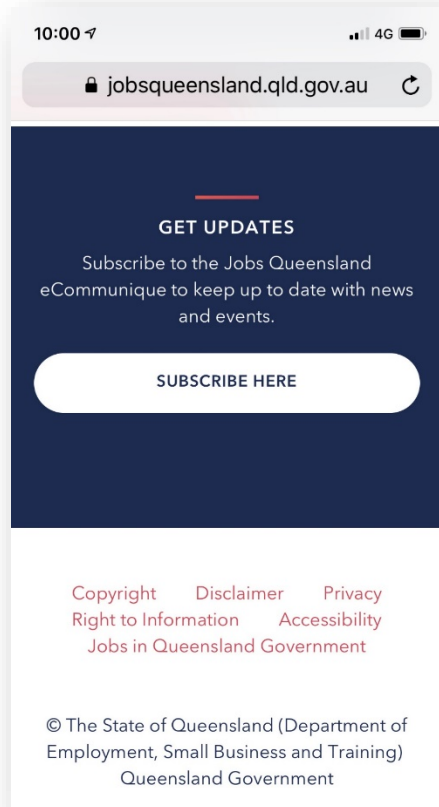 10:00 4G
jobsqueensland.qld.gov.au
GET UPDATES
Subscribe to the Jobs Queensland
eCommunique to keep up to date with news
and events.
SUBSCRIBE HERE
Copyright Disclaimer Privacy
Right to Information Accessibility
Jobs in Queensland Government
© The State of Queensland (Department of
Employment, Small Business and Training)
Queensland Government